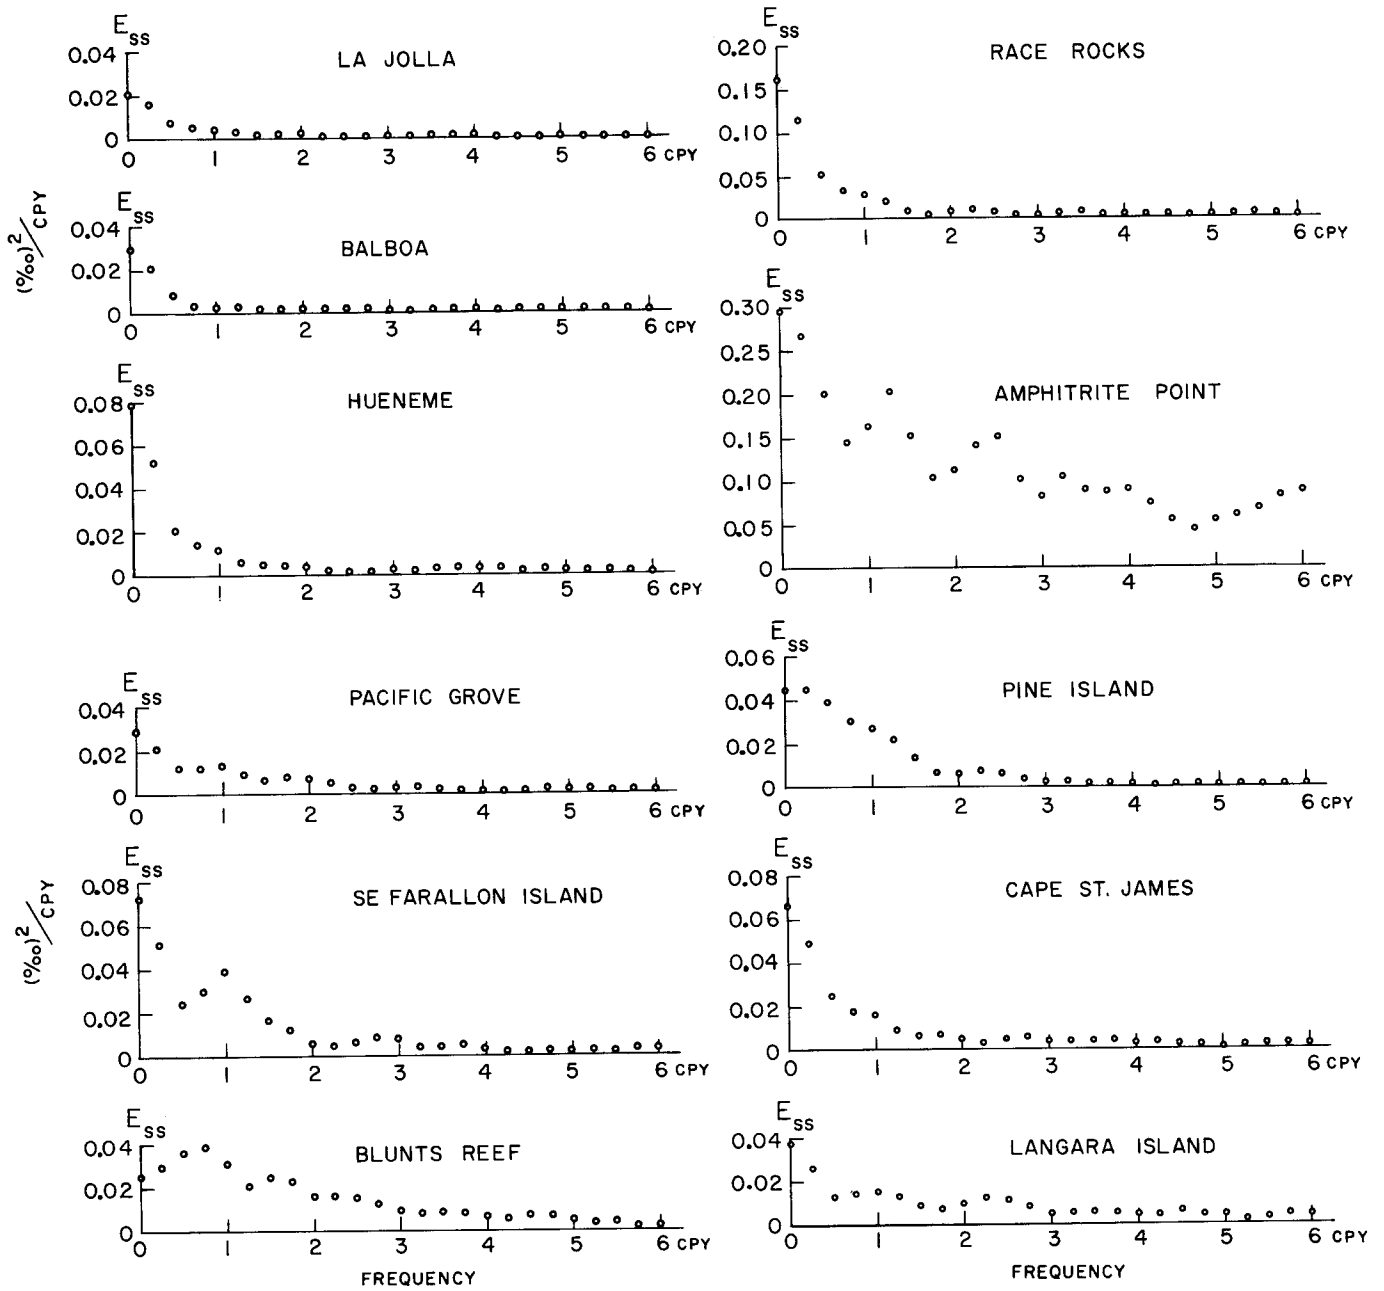 E_SS
0.04
LA JOLLA
0.02
0
0 1 2 3 4 5 6 CPY
(‰)²/CPY
E_SS
0.04
BALBOA
0.02
0
0 1 2 3 4 5 6 CPY
E_SS
0.08
HUENEME
0.06
0.04
0.02
0
0 1 2 3 4 5 6 CPY
E_SS
0.04
PACIFIC GROVE
0.02
0
0 1 2 3 4 5 6 CPY
(‰)²/CPY
E_SS
0.08
SE FARALLON ISLAND
0.06
0.04
0.02
0
0 1 2 3 4 5 6 CPY
E_SS
0.04
BLUNTS REEF
0.02
0
0 1 2 3 4 5 6 CPY
FREQUENCY
E_SS
0.20
RACE ROCKS
0.15
0.10
0.05
0
0 1 2 3 4 5 6 CPY
E_SS
0.30
0.25
AMPHITRITE POINT
0.20
0.15
0.10
0.05
0
0 1 2 3 4 5 6 CPY
E_SS
0.06
PINE ISLAND
0.04
0.02
0
0 1 2 3 4 5 6 CPY
E_SS
0.08
CAPE ST. JAMES
0.06
0.04
0.02
0
0 1 2 3 4 5 6 CPY
E_SS
0.04
LANGARA ISLAND
0.02
0
0 1 2 3 4 5 6 CPY
FREQUENCY